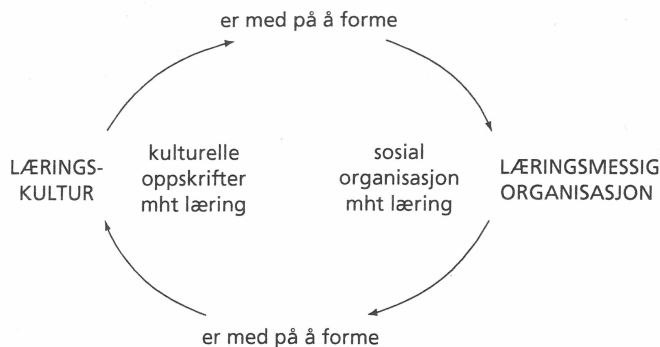 er med på å forme
LÆRINGS-
KULTUR
kulturelle
oppskrifter
mht læring
sosial
organisasjon
mht læring
LÆRINGSMESSIG
ORGANISASJON
er med på å forme